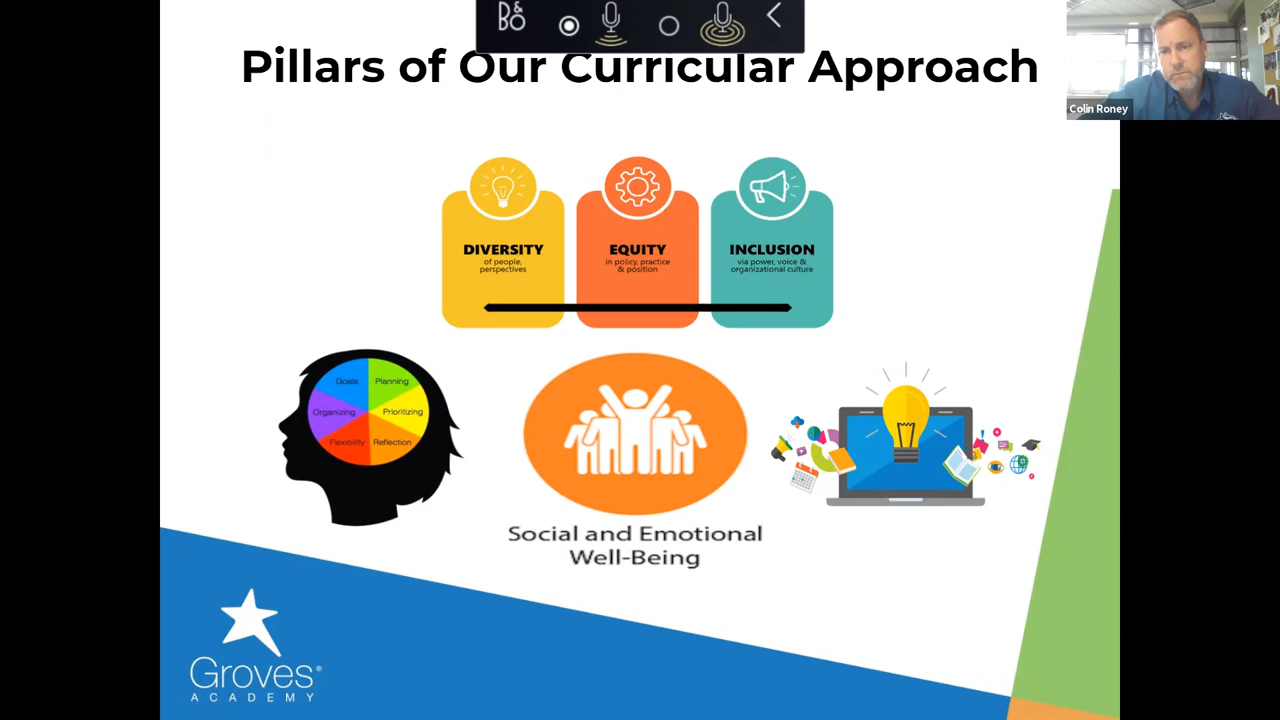 B&O
Pillars of Our Curricular Approach
Colin Roney
DIVERSITY
of people,
perspectives
EQUITY
in policy, practice
& position
INCLUSION
via power, voice &
organizational culture
Goals
Planning
Organizing
Prioritizing
Flexibility
Reflection
Social and Emotional
Well-Being
Groves®
ACADEMY